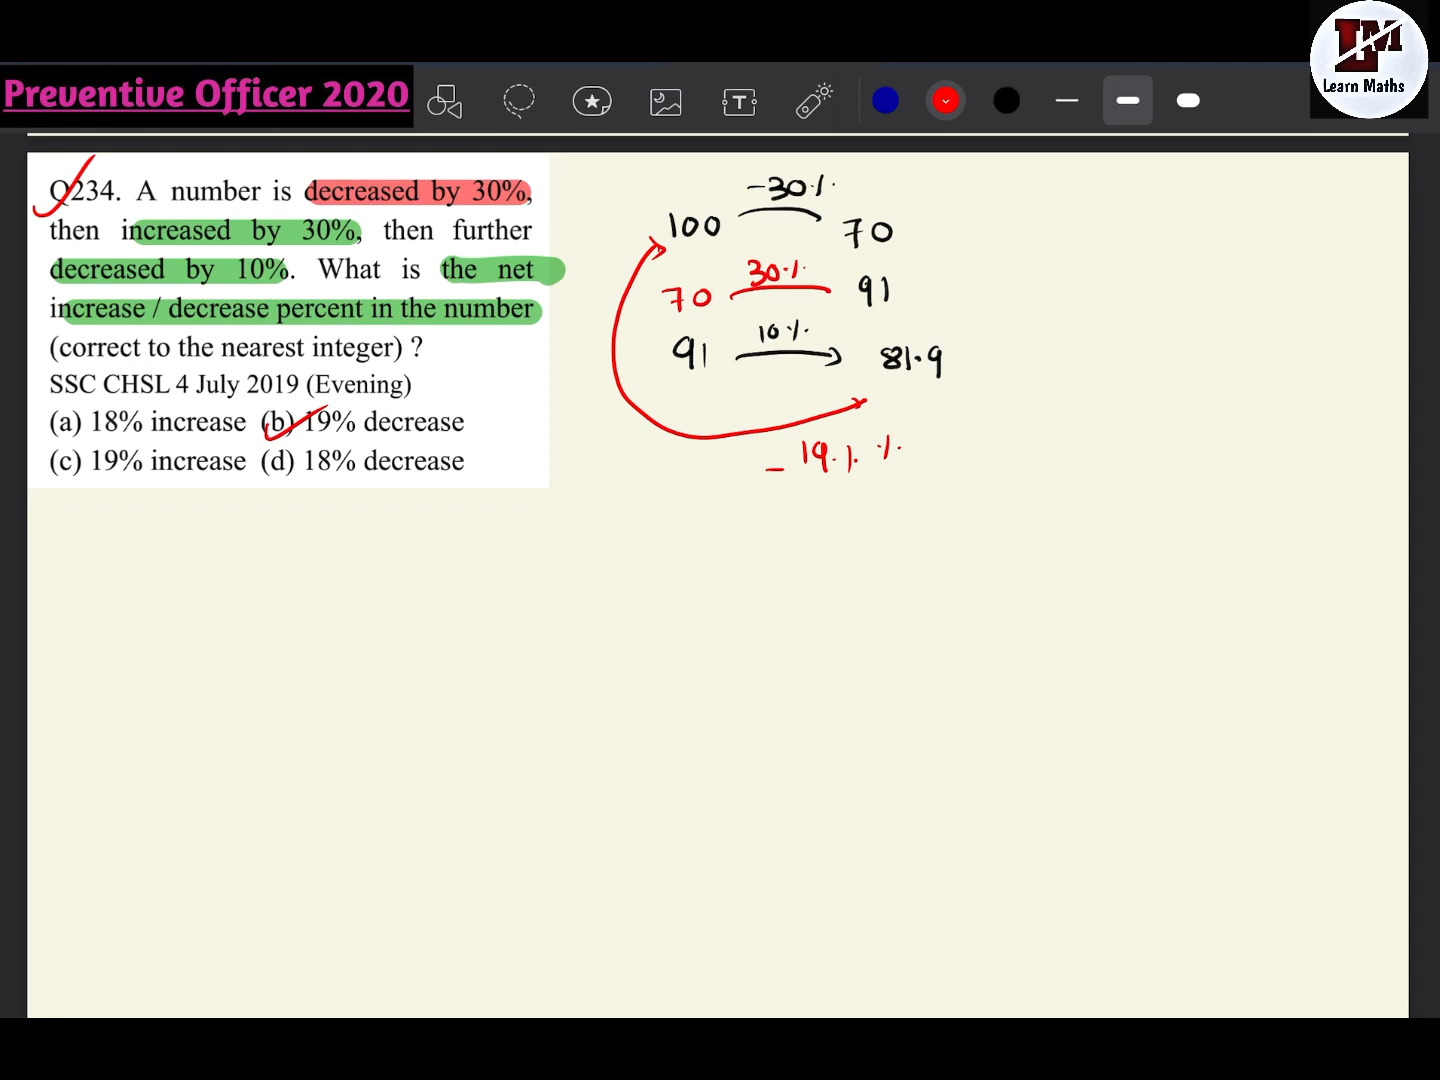 Preventive Officer 2020
LM
Learn Maths
T
Q234. A number is decreased by 30%,
then increased by 30%, then further
decreased by 10%. What is the net
increase / decrease percent in the number
(correct to the nearest integer) ?
SSC CHSL 4 July 2019 (Evening)
(a) 18% increase (b) 19% decrease
(c) 19% increase (d) 18% decrease
-30%
100 70
30%
70 91
10%
91 81.9
- 19% %